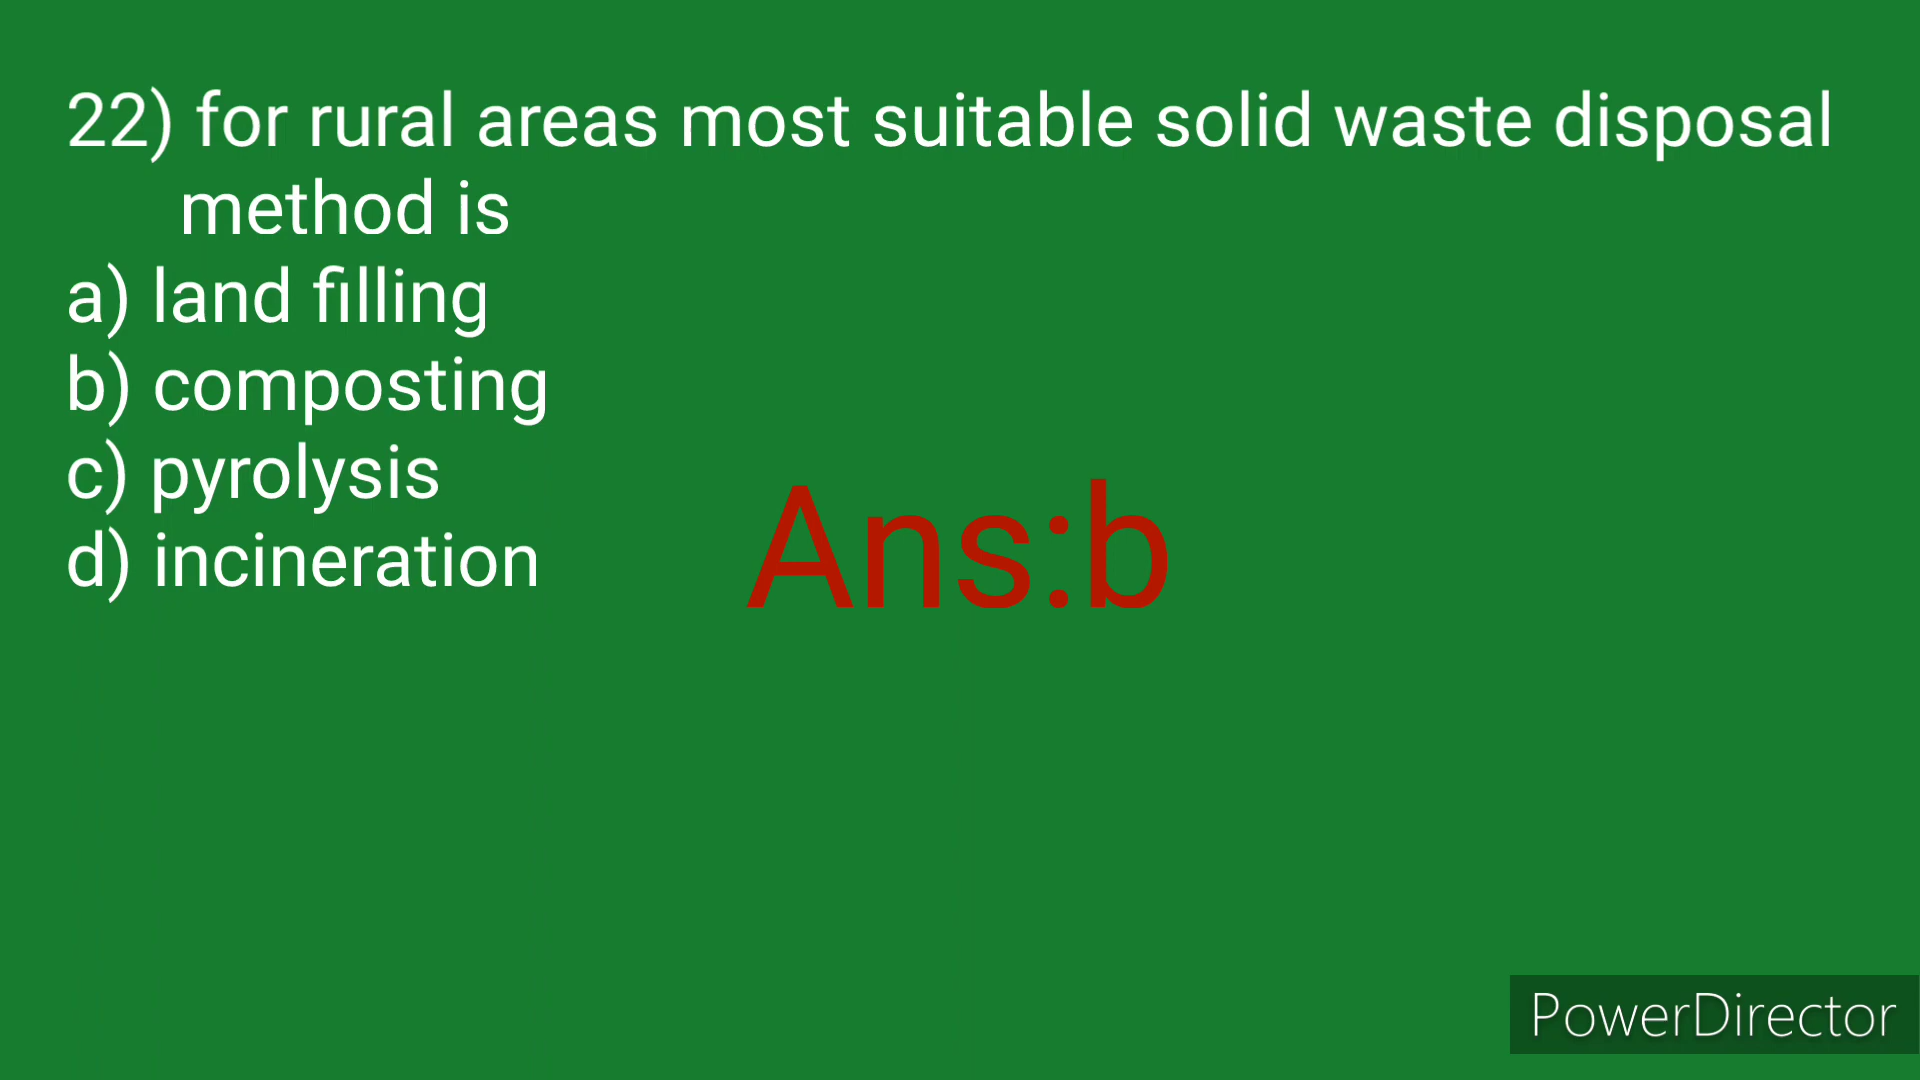 22) for rural areas most suitable solid waste disposal
method is
a) land filling
b) composting
c) pyrolysis
d) incineration
Ans:b
PowerDirector